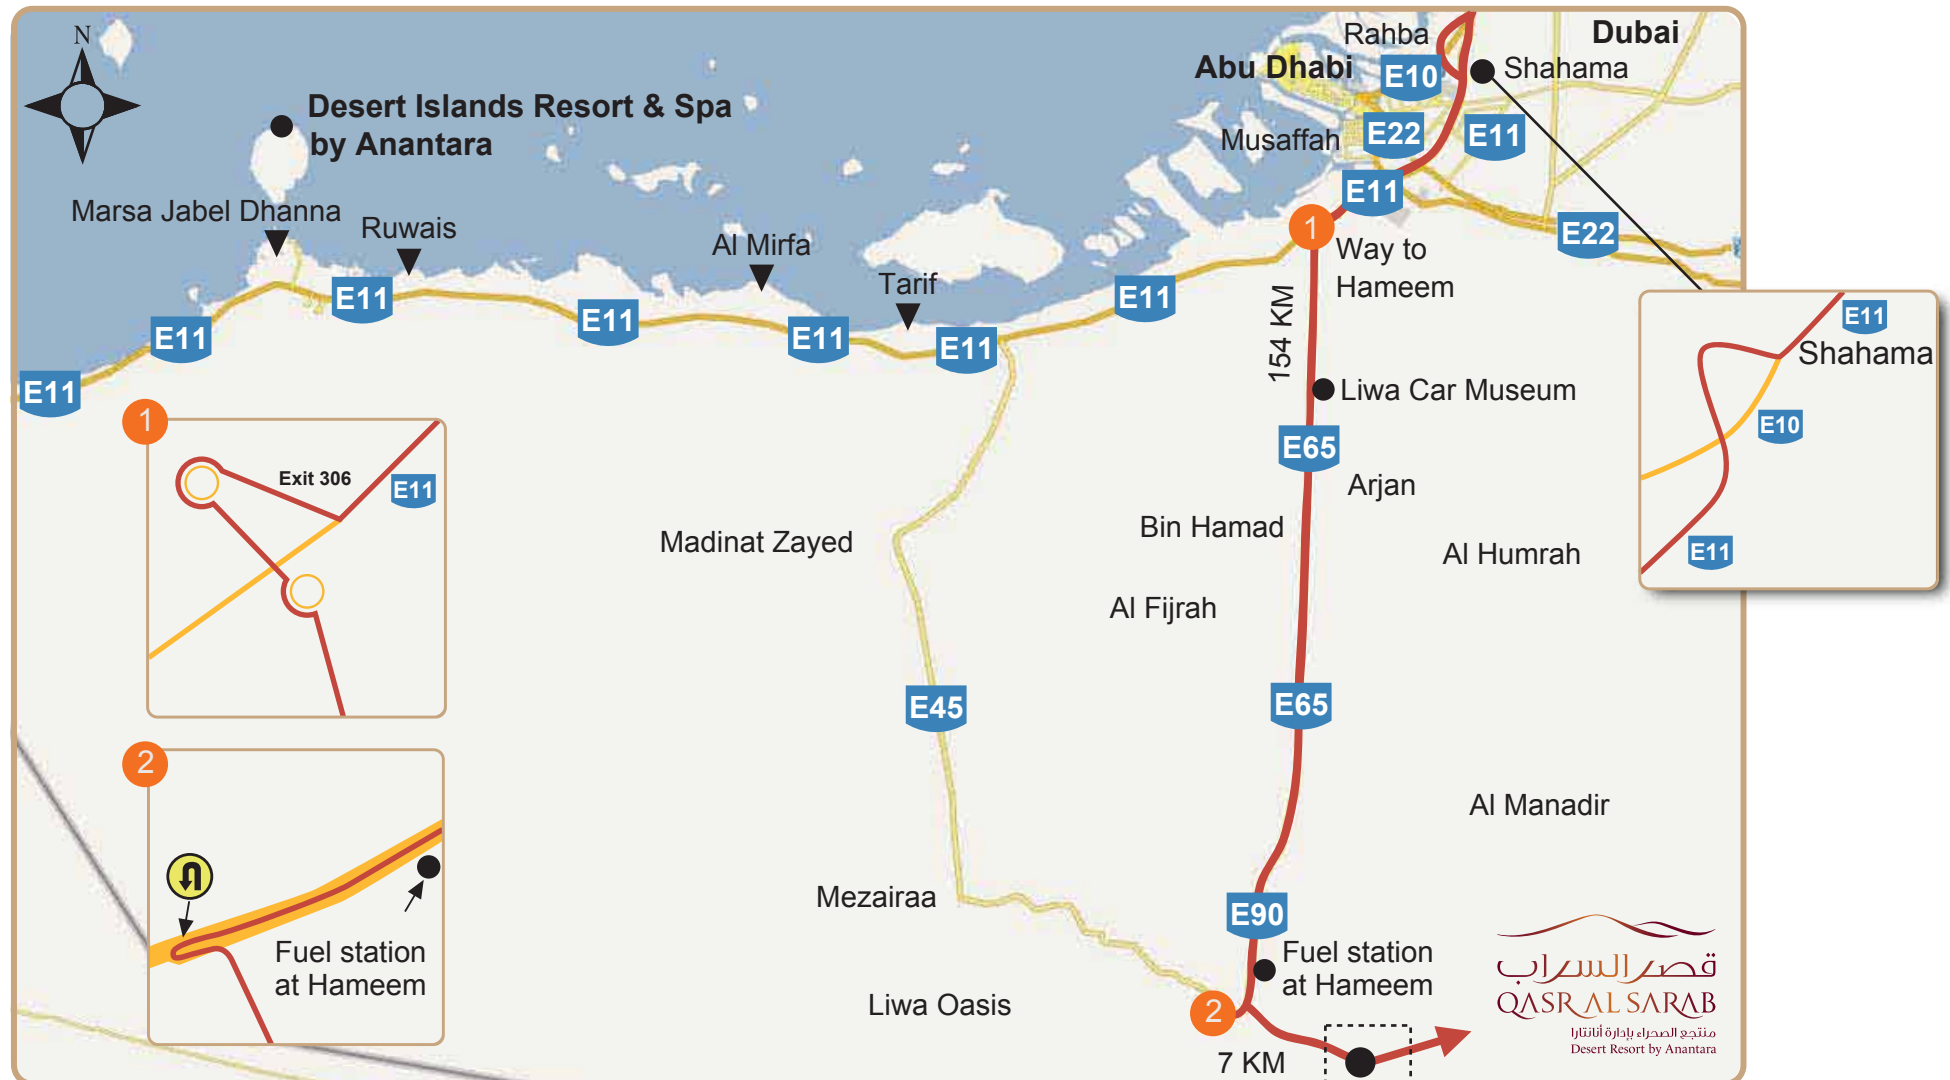 N
Desert Islands Resort & Spa
by Anantara
Marsa Jabel Dhanna
Ruwais
Al Mirfa
Tarif
Abu Dhabi
Rahba
Dubai
E10
Shahama
Musaffah
E22
E11
E11
E22
1
Way to
Hameem
E11
E11
E11
E11
E11
E11
E11
154 KM
Liwa Car Museum
E65
Arjan
Bin Hamad
Al Humrah
Al Fijrah
Madinat Zayed
E45
E65
Al Manadir
Mezairaa
E90
Fuel station
at Hameem
Liwa Oasis
2
7 KM
E11
Shahama
E10
E11
1
Exit 306
E11
2
Fuel station
at Hameem
قصر السراب
QASR AL SARAB
منتجع الصحراء بإدارة أنانتارا
Desert Resort by Anantara